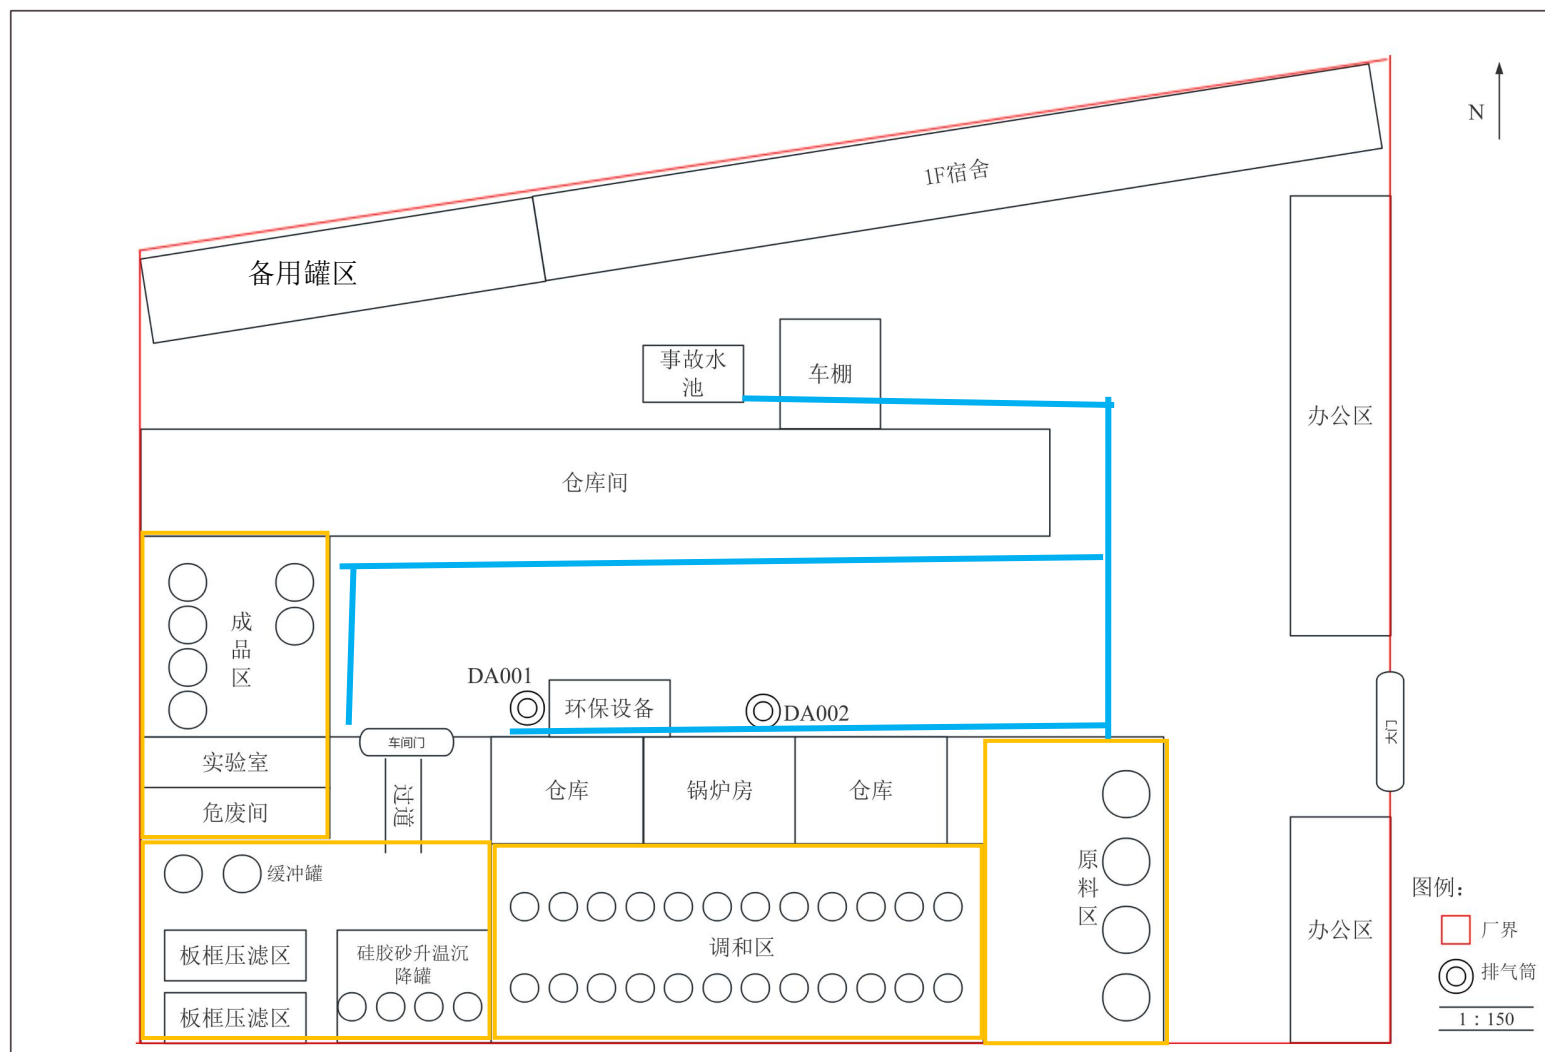 N
1F宿舍
备用罐区
事故水
池
车棚
办公区
仓库间
成
品
区
DA001
环保设备
DA002
大门
车间门
实验室
危废间
过道
仓库
锅炉房
仓库
缓冲罐
原
料
区
图例：
厂界
排气筒
1：150
板框压滤区
硅胶砂升温沉
降罐
调和区
办公区
板框压滤区